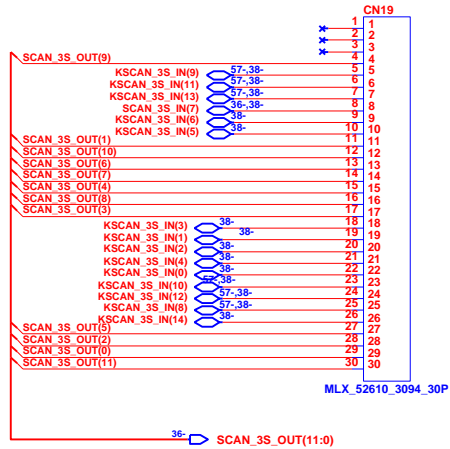 CN19
1 1
2 2
3 3
SCAN_3S_OUT(9) 4 4
KSCAN_3S_IN(9) 57-,38- 5 5
KSCAN_3S_IN(11) 57-,38- 6 6
KSCAN_3S_IN(13) 57-,38- 7 7
SCAN_3S_IN(7) 36-,38- 8 8
KSCAN_3S_IN(6) 38- 9 9
KSCAN_3S_IN(5) 38- 10 10
SCAN_3S_OUT(1) 11 11
SCAN_3S_OUT(10) 12 12
SCAN_3S_OUT(6) 13 13
SCAN_3S_OUT(7) 14 14
SCAN_3S_OUT(4) 15 15
SCAN_3S_OUT(8) 16 16
SCAN_3S_OUT(3) 17 17
KSCAN_3S_IN(3) 38- 18 18
KSCAN_3S_IN(1) 38- 19 19
KSCAN_3S_IN(2) 38- 20 20
KSCAN_3S_IN(4) 38- 21 21
KSCAN_3S_IN(0) 38- 22 22
KSCAN_3S_IN(10) 57-,38- 23 23
KSCAN_3S_IN(12) 57-,38- 24 24
KSCAN_3S_IN(8) 57-,38- 25 25
KSCAN_3S_IN(14) 38- 26 26
SCAN_3S_OUT(5) 27 27
SCAN_3S_OUT(2) 28 28
SCAN_3S_OUT(0) 29 29
SCAN_3S_OUT(11) 30 30
MLX_52610_3094_30P
36- SCAN_3S_OUT(11:0)